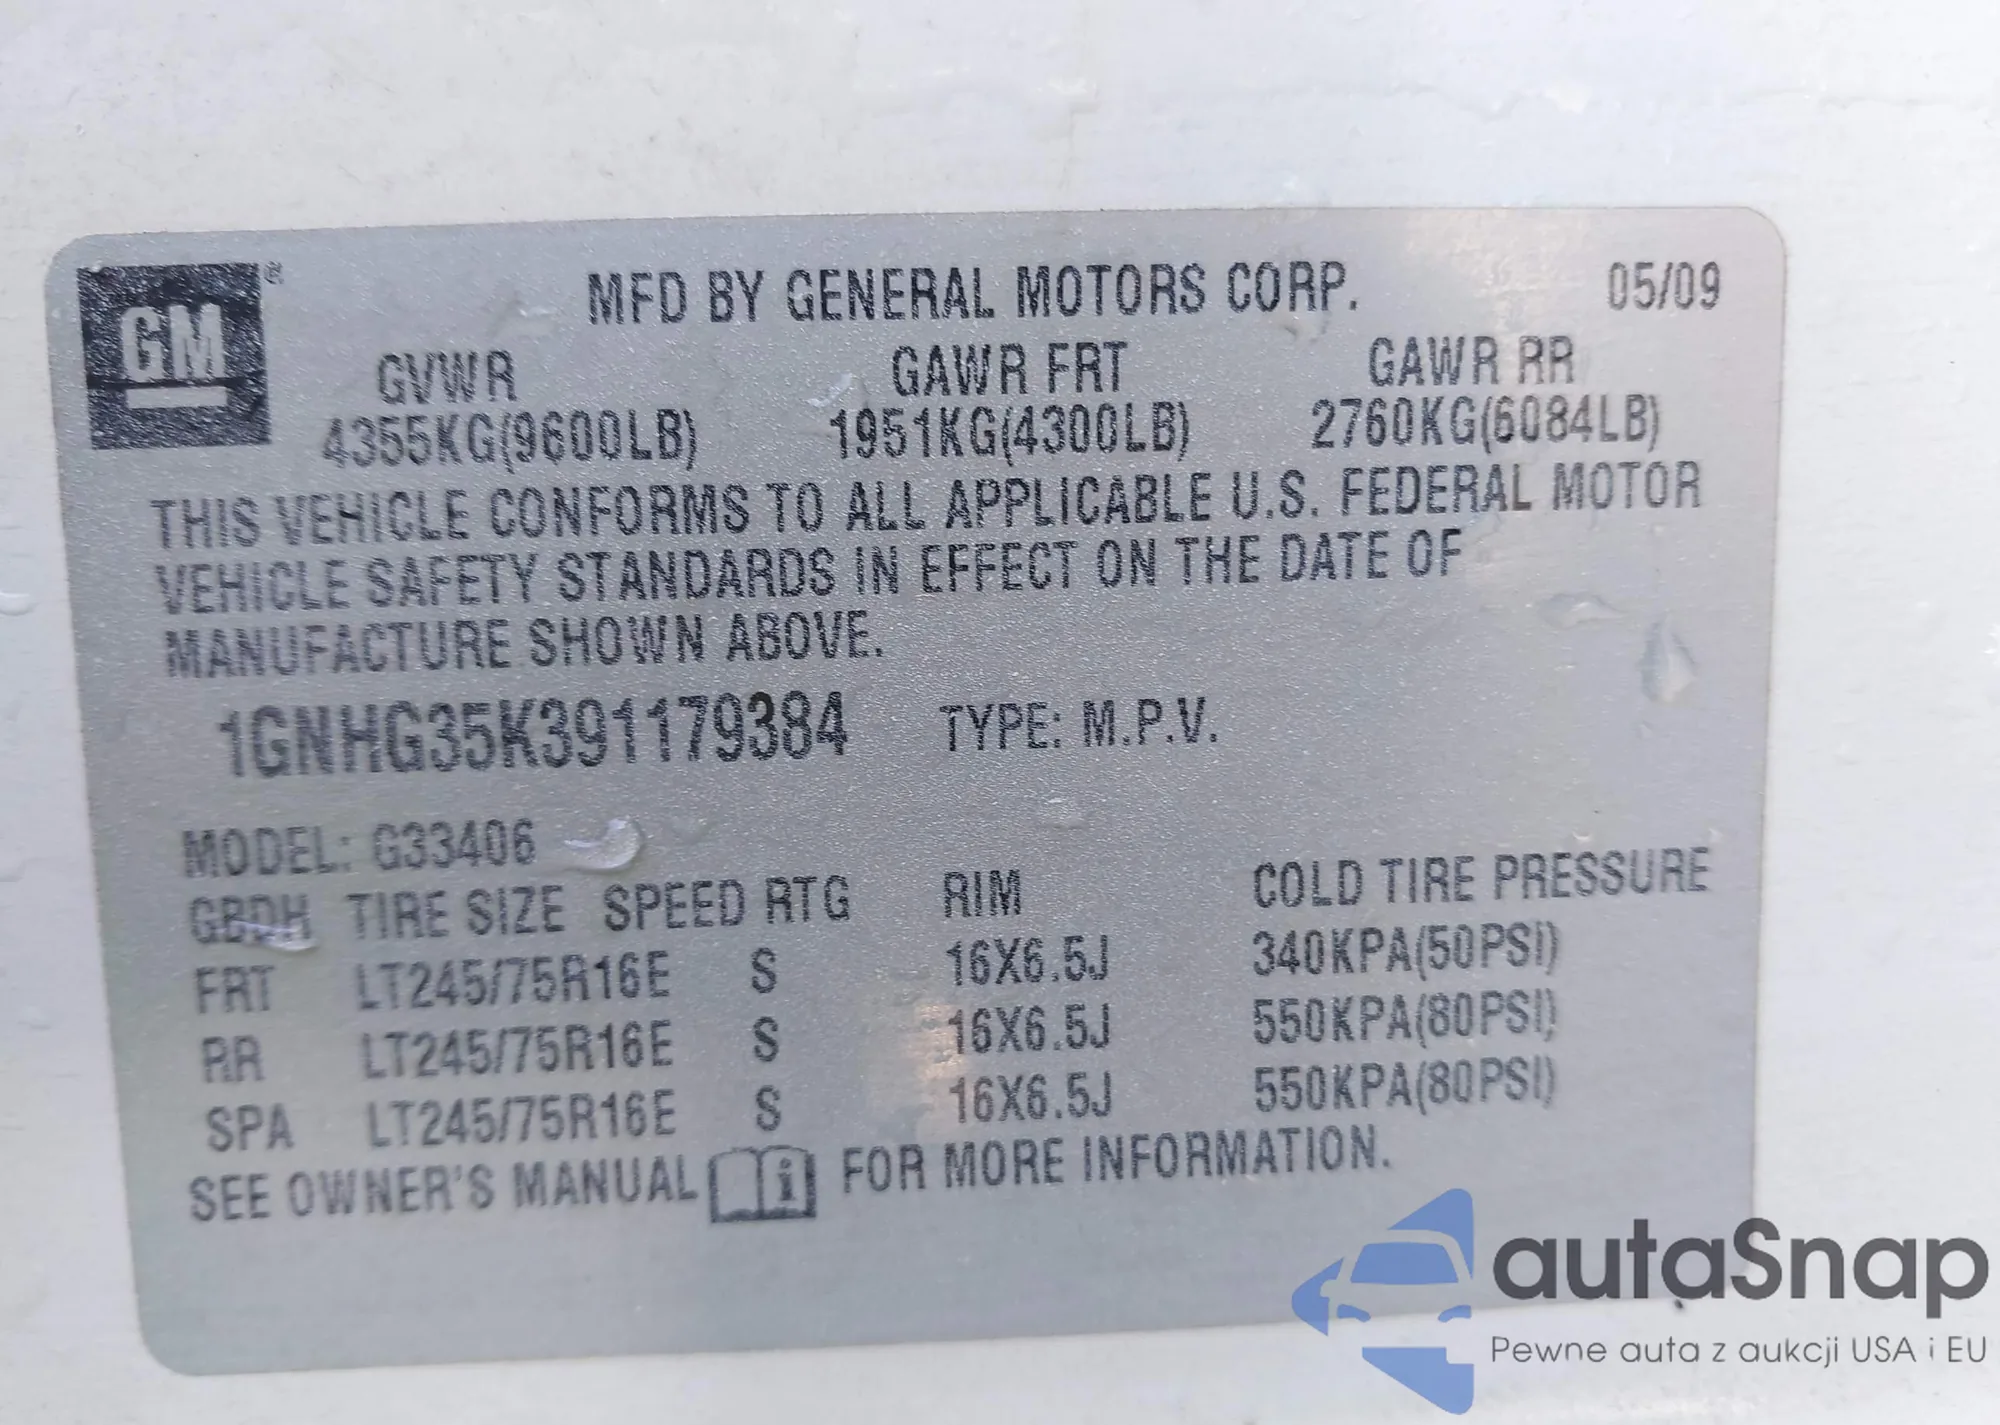 GM ®
MFD BY GENERAL MOTORS CORP. 05/09
GVWR GAWR FRT GAWR RR
4355KG(9600LB) 1951KG(4300LB) 2760KG(6084LB)
THIS VEHICLE CONFORMS TO ALL APPLICABLE U.S. FEDERAL MOTOR
VEHICLE SAFETY STANDARDS IN EFFECT ON THE DATE OF
MANUFACTURE SHOWN ABOVE.
1GNHG35K391179384 TYPE: M.P.V.
MODEL: G33406
GBDH TIRE SIZE SPEED RTG RIM COLD TIRE PRESSURE
FRT LT245/75R16E S 16X6.5J 340KPA(50PSI)
RR LT245/75R16E S 16X6.5J 550KPA(80PSI)
SPA LT245/75R16E S 16X6.5J 550KPA(80PSI)
SEE OWNER'S MANUAL i FOR MORE INFORMATION.
autaSnap
Pewne auta z aukcji USA i EU